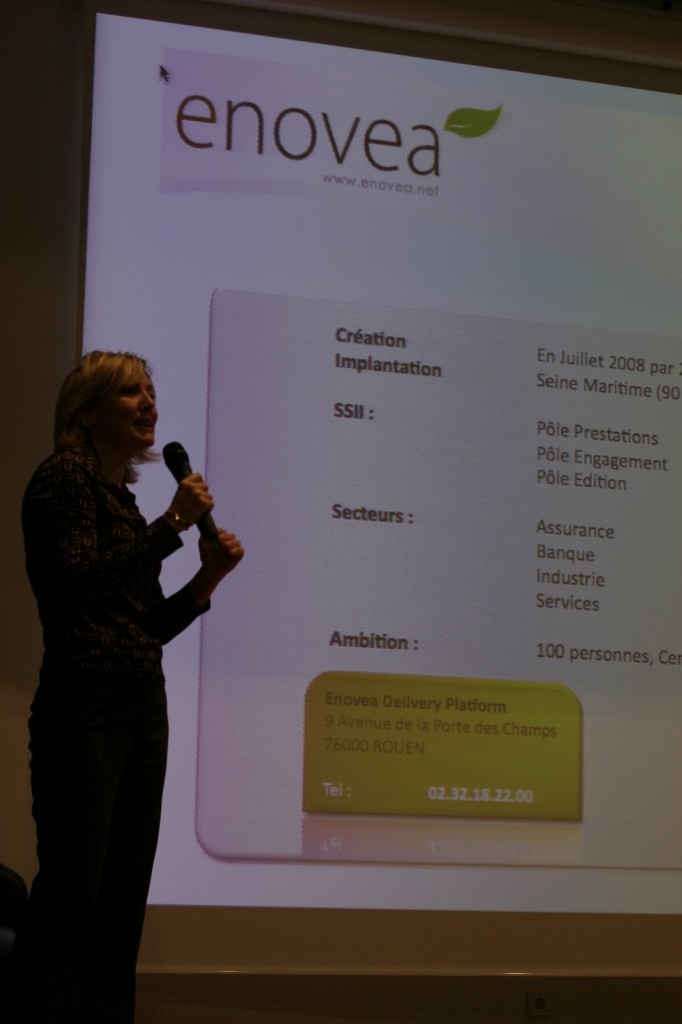 enovea
www.enovea.net
Création En Juillet 2008 par
Implantation Seine Maritime (90
SSII : Pôle Prestations
Pôle Engagement
Pôle Edition
Secteurs : Assurance
Banque
Industrie
Services
Ambition : 100 personnes, Cer
Enovea Delivery Platform
9 Avenue de la Porte des Champs
76000 ROUEN
Tel : 02.32.18.22.00